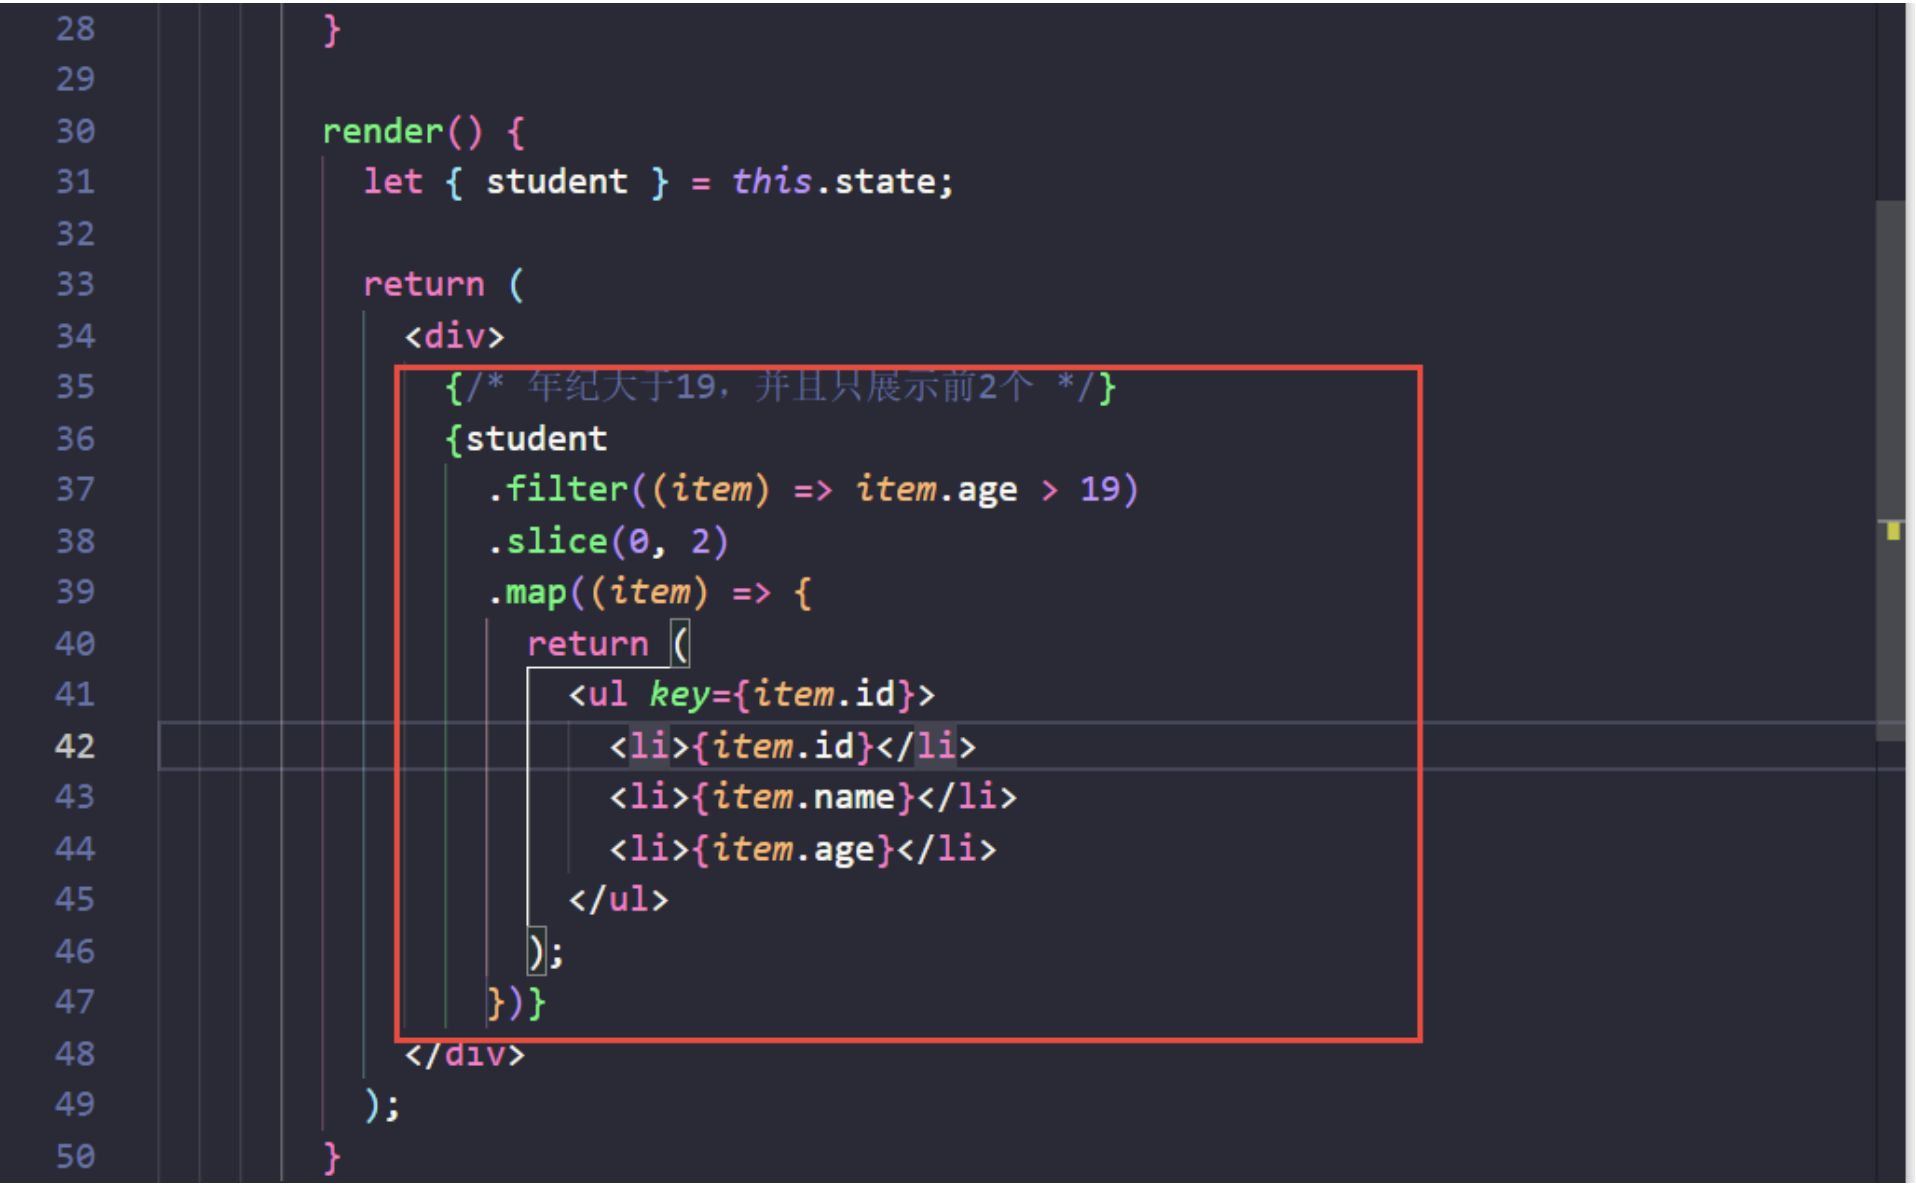 28 }
29
30 render() {
31 let { student } = this.state;
32
33 return (
34 <div>
35 {/* 年纪大于19，并且只展示前2个 */}
36 {student
37 .filter((item) => item.age > 19)
38 .slice(0, 2)
39 .map((item) => {
40 return (
41 <ul key={item.id}>
42 <li>{item.id}</li>
43 <li>{item.name}</li>
44 <li>{item.age}</li>
45 </ul>
46 );
47 })}
48 </div>
49 );
50 }